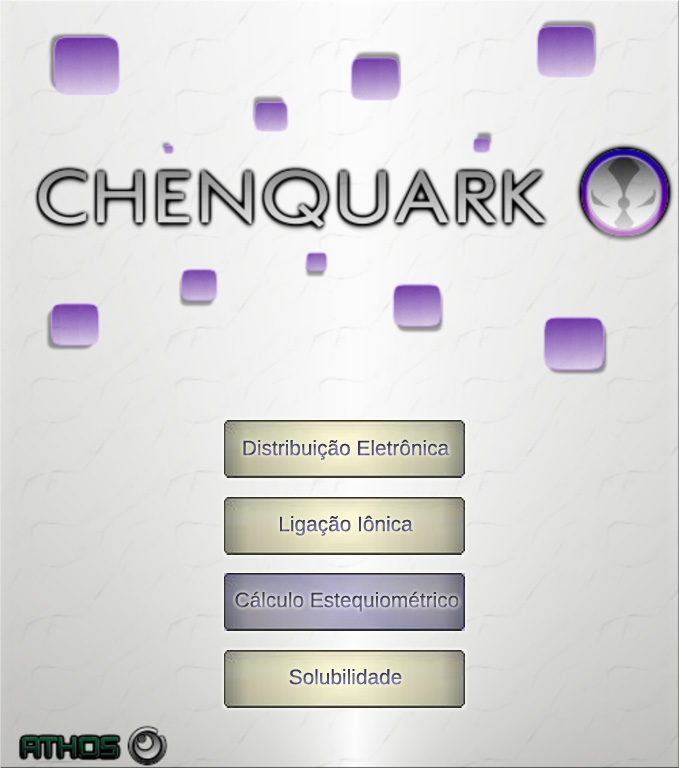 CHENQUARK
Distribuição Eletrônica
Ligação Iônica
Cálculo Estequiométrico
Solubilidade
ATHOS